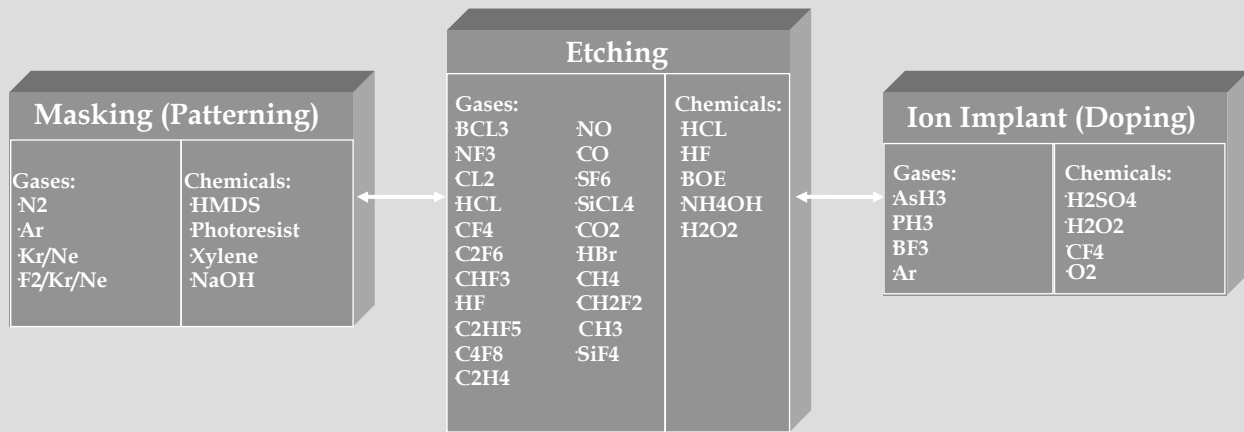 Masking (Patterning)
Gases:
·N2
·Ar
·Kr/Ne
·F2/Kr/Ne
Chemicals:
·HMDS
·Photoresist
·Xylene
·NaOH
Etching
Gases:
·BCL3
·NF3
·CL2
·HCL
·CF4
·C2F6
·CHF3
·HF
·C2HF5
·C4F8
·C2H4
·NO
·CO
·SF6
·SiCL4
·CO2
·HBr
·CH4
·CH2F2
CH3
·SiF4
Chemicals:
·HCL
·HF
·BOE
·NH4OH
·H2O2
Ion Implant (Doping)
Gases:
·AsH3
·PH3
·BF3
·Ar
Chemicals:
·H2SO4
·H2O2
·CF4
·O2